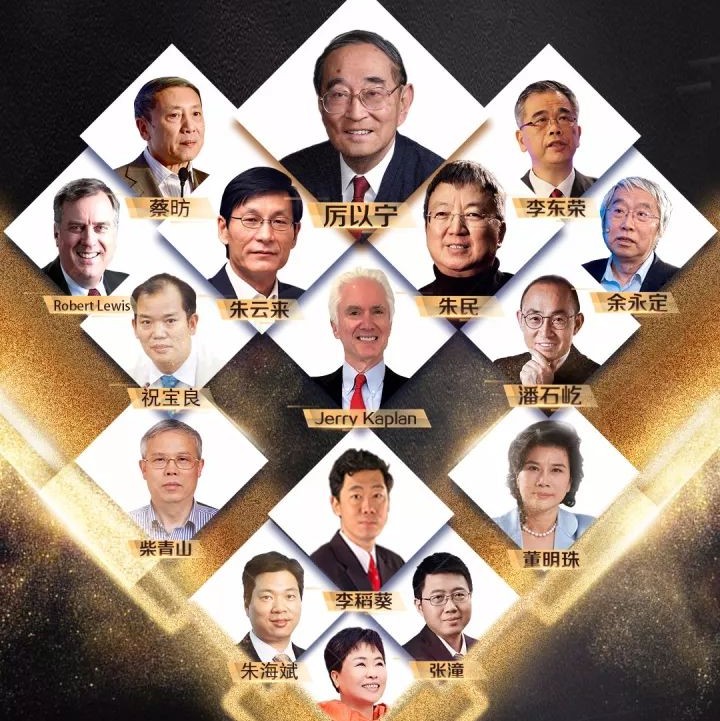 厉以宁
蔡昉
李东荣
Robert Lewis
朱云来
朱民
余永定
祝宝良
Jerry Kaplan
潘石屹
柴青山
董明珠
李稻葵
朱海斌
张潼